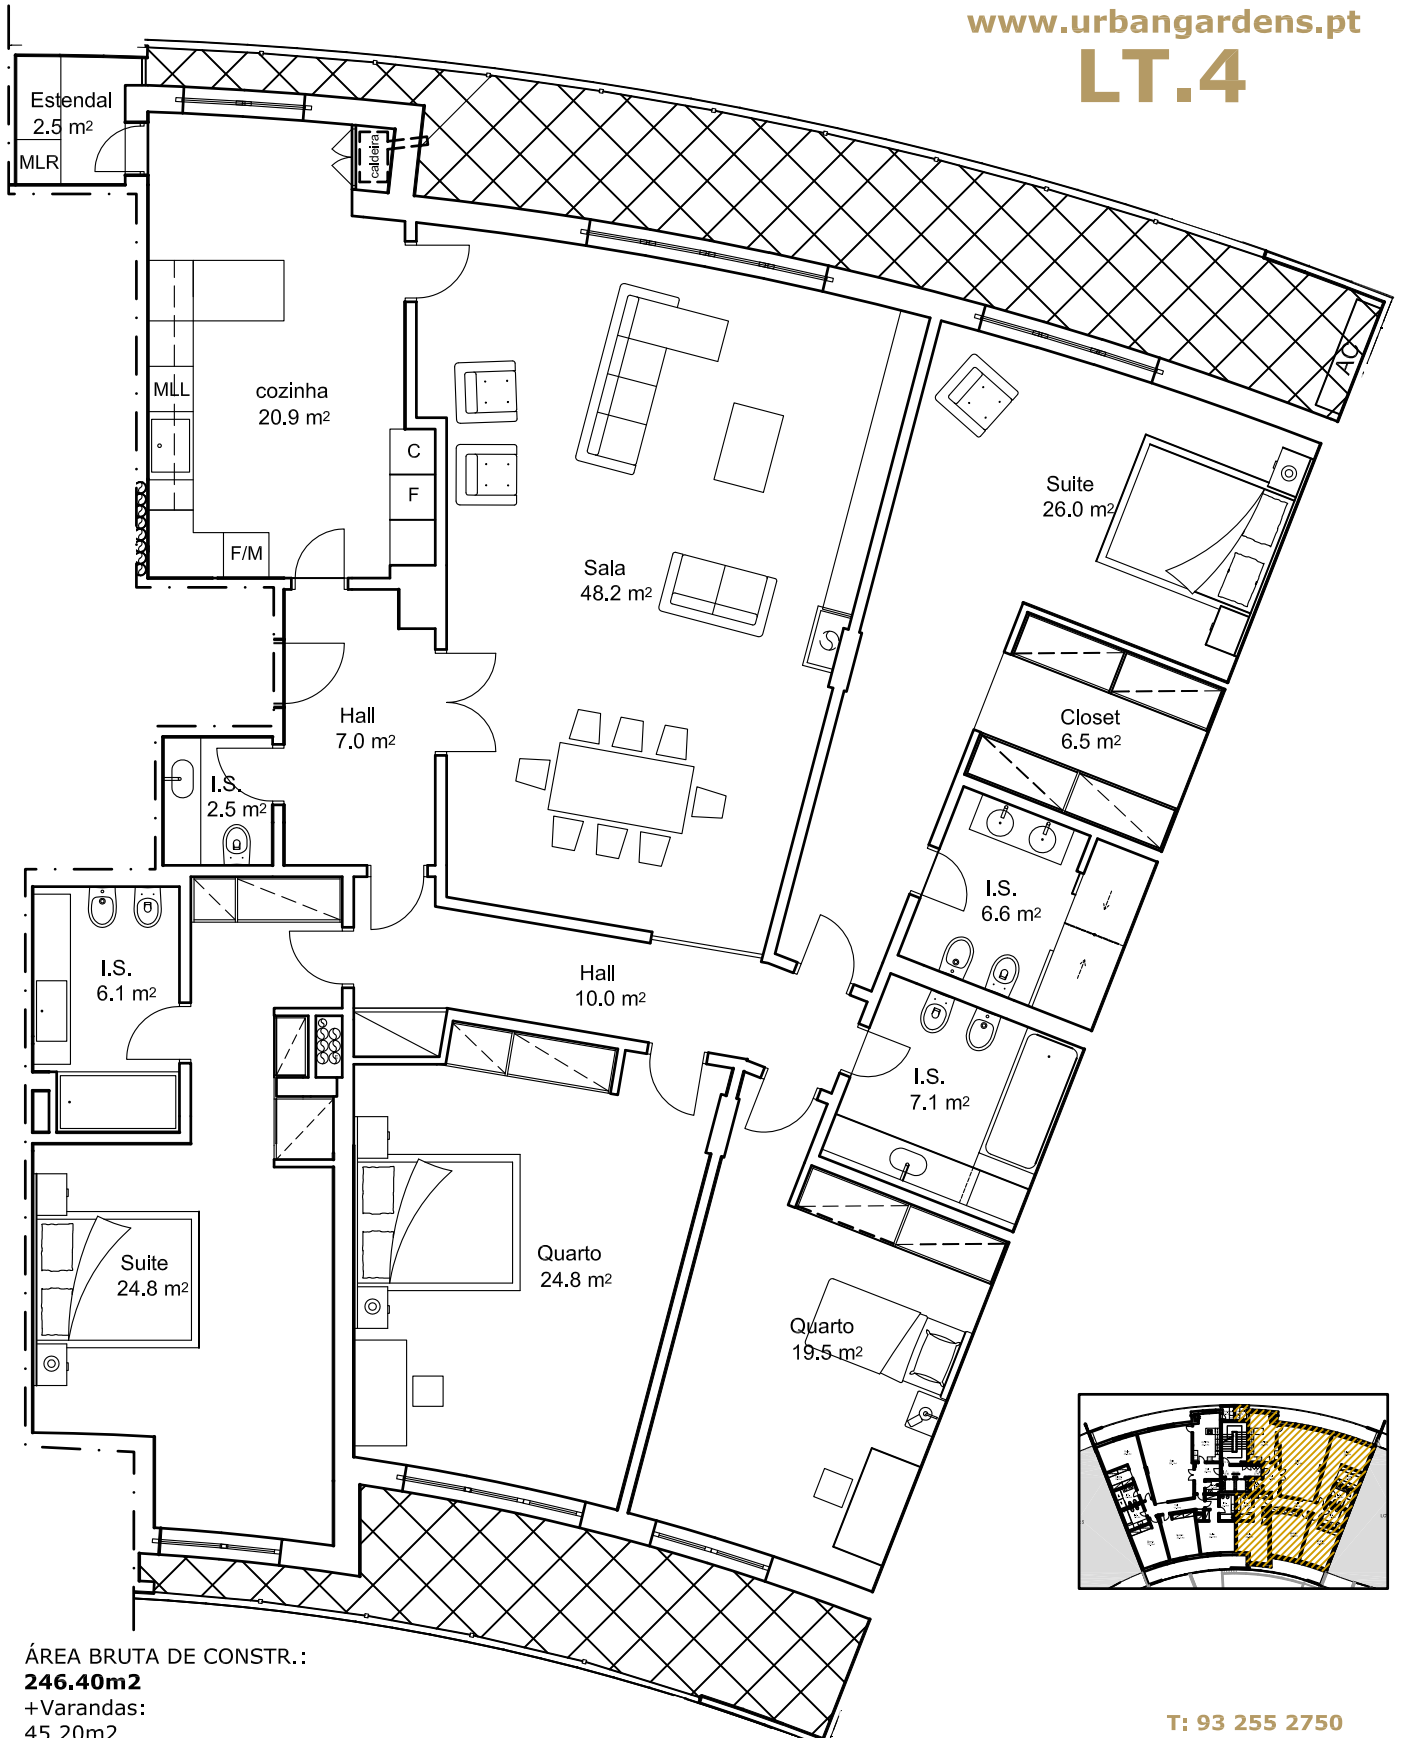 www.urbangardens.pt
LT.4
Estendal
2.5 m²
MLR
caldeira
AC
MLL
cozinha
20.9 m²
C
F
F/M
Suite
26.0 m²
Sala
48.2 m²
Closet
6.5 m²
Hall
7.0 m²
I.S.
2.5 m²
I.S.
6.6 m²
I.S.
6.1 m²
Hall
10.0 m²
I.S.
7.1 m²
Suite
24.8 m²
Quarto
24.8 m²
Quarto
19.5 m²
ÁREA BRUTA DE CONSTR.:
246.40m2
+Varandas:
45.20m2
T: 93 255 2750